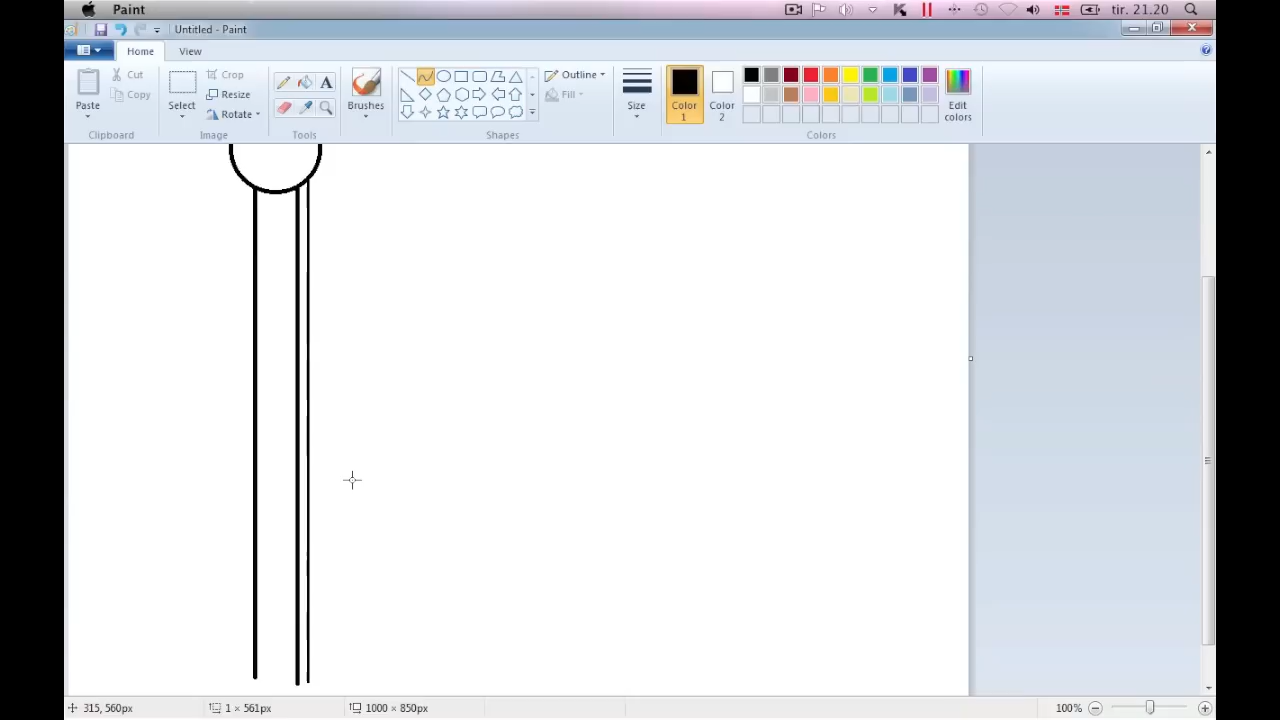 Paint
tir. 21.20
Untitled - Paint
Home View
Paste
Cut
Copy
Clipboard
Select
Crop
Resize
Rotate
Image
A
Tools
Brushes
Outline
Fill
Shapes
Size
Color 1
Color 2
Edit colors
Colors
315, 560px
1 × 561px
1000 × 850px
100%